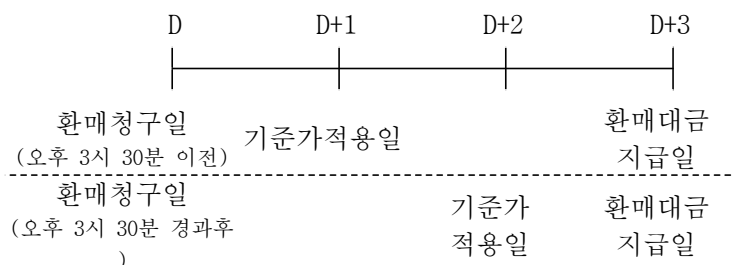 D D+1 D+2 D+3
환매청구일
(오후 3시 30분 이전)
기준가적용일
환매대금
지급일
환매청구일
(오후 3시 30분 경과후
)
기준가
적용일
환매대금
지급일